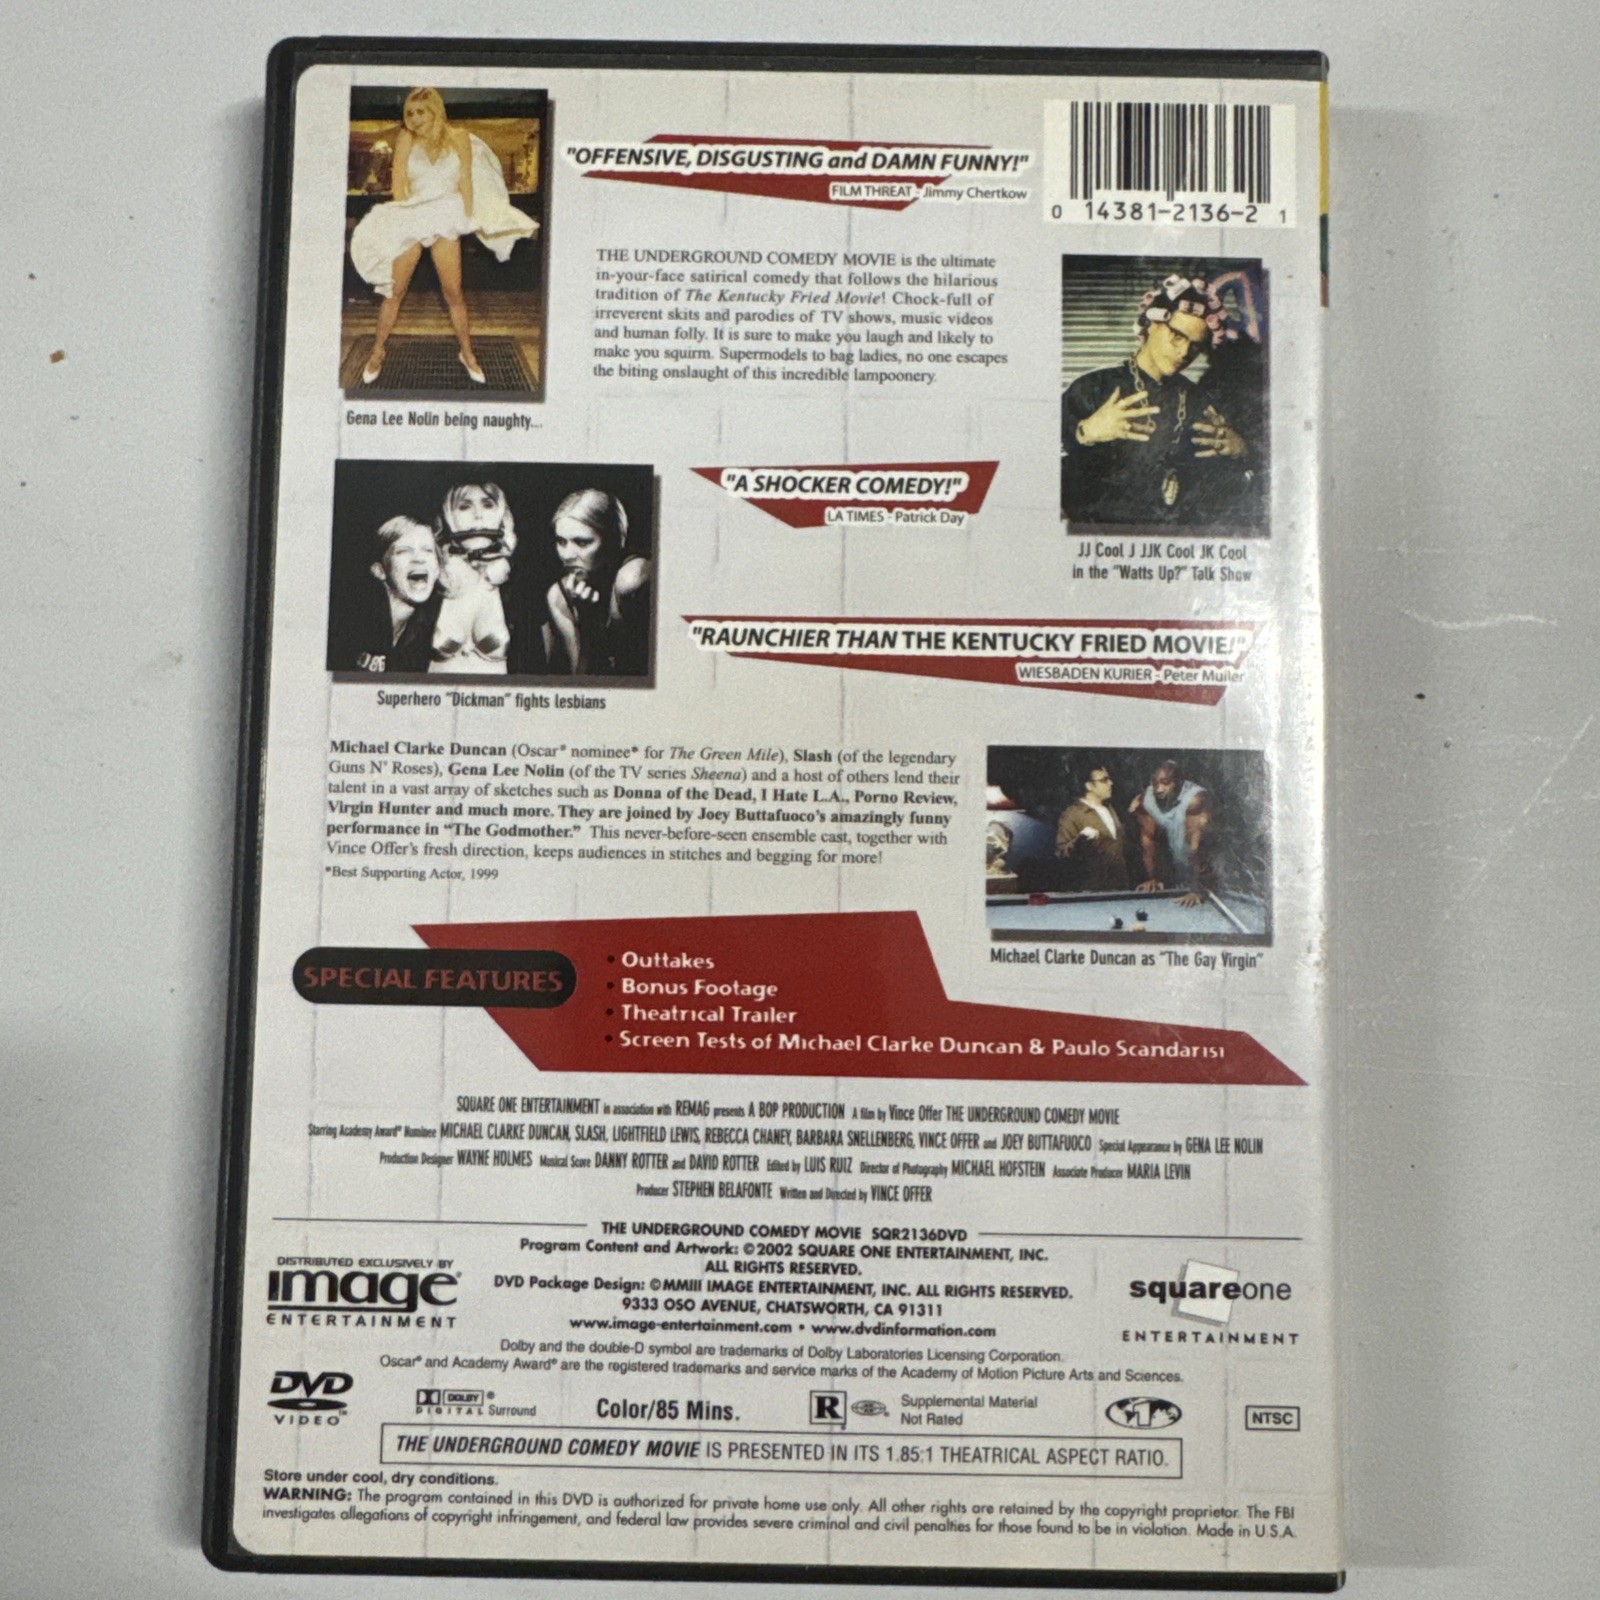 "OFFENSIVE, DISGUSTING and DAMN FUNNY!"
FILM THREAT - Jimmy Chertkow
0 14381-2136-2 1
THE UNDERGROUND COMEDY MOVIE is the ultimate
in-your-face satirical comedy that follows the hilarious
tradition of The Kentucky Fried Movie! Chock-full of
irreverent skits and parodies of TV shows, music videos
and human folly. It is sure to make you laugh and likely to
make you squirm. Supermodels to bag ladies, no one escapes
the biting onslaught of this incredible lampoonery.
Gena Lee Nolin being naughty...
"A SHOCKER COMEDY!"
LA TIMES - Patrick Day
JJ Cool J JJK Cool JK Cool
in the "Watts Up?" Talk Show
"RAUNCHIER THAN THE KENTUCKY FRIED MOVIE!"
WIESBADEN KURIER - Peter Muller
Superhero "Dickman" fights lesbians
Michael Clarke Duncan (Oscar® nominee* for The Green Mile), Slash (of the legendary
Guns N' Roses), Gena Lee Nolin (of the TV series Sheena) and a host of others lend their
talent in a vast array of sketches such as Donna of the Dead, I Hate L.A., Porno Review,
Virgin Hunter and much more. They are joined by Joey Buttafuoco's amazingly funny
performance in "The Godmother." This never-before-seen ensemble cast, together with
Vince Offer's fresh direction, keeps audiences in stitches and begging for more!
*Best Supporting Actor, 1999
Michael Clarke Duncan as "The Gay Virgin"
SPECIAL FEATURES
• Outtakes
• Bonus Footage
• Theatrical Trailer
• Screen Tests of Michael Clarke Duncan & Paulo Scandarisi
SQUARE ONE ENTERTAINMENT in association with REMAG presents A BOP PRODUCTION A film by Vince Offer THE UNDERGROUND COMEDY MOVIE
Starring Academy Award® Nominee MICHAEL CLARKE DUNCAN, SLASH, LIGHTFIELD LEWIS, REBECCA CHANEY, BARBARA SNELLENBERG, VINCE OFFER and JOEY BUTTAFUOCO Special Appearance by GENA LEE NOLIN
Production Designer WAYNE HOLMES Musical Score DANNY ROTTER and DAVID ROTTER Edited by LUIS RUIZ Director of Photography MICHAEL HOFSTEIN Associate Producer MARIA LEVIN
Producer STEPHEN BELAFONTE Written and Directed by VINCE OFFER
THE UNDERGROUND COMEDY MOVIE SQR2136DVD
Program Content and Artwork: ©2002 SQUARE ONE ENTERTAINMENT, INC.
ALL RIGHTS RESERVED.
DVD Package Design: ©MMIII IMAGE ENTERTAINMENT, INC. ALL RIGHTS RESERVED.
9333 OSO AVENUE, CHATSWORTH, CA 91311
www.image-entertainment.com • www.dvdinformation.com
DISTRIBUTED EXCLUSIVELY BY
image®
ENTERTAINMENT
squareone
ENTERTAINMENT
Dolby and the double-D symbol are trademarks of Dolby Laboratories Licensing Corporation.
Oscar® and Academy Award® are the registered trademarks and service marks of the Academy of Motion Picture Arts and Sciences.
DVD
VIDEO™
DOLBY®
DIGITAL Surround
Color/85 Mins.
R
Supplemental Material
Not Rated
1
NTSC
THE UNDERGROUND COMEDY MOVIE IS PRESENTED IN ITS 1.85:1 THEATRICAL ASPECT RATIO.
Store under cool, dry conditions.
WARNING: The program contained in this DVD is authorized for private home use only. All other rights are retained by the copyright proprietor. The FBI
investigates allegations of copyright infringement, and federal law provides severe criminal and civil penalties for those found to be in violation. Made in U.S.A.